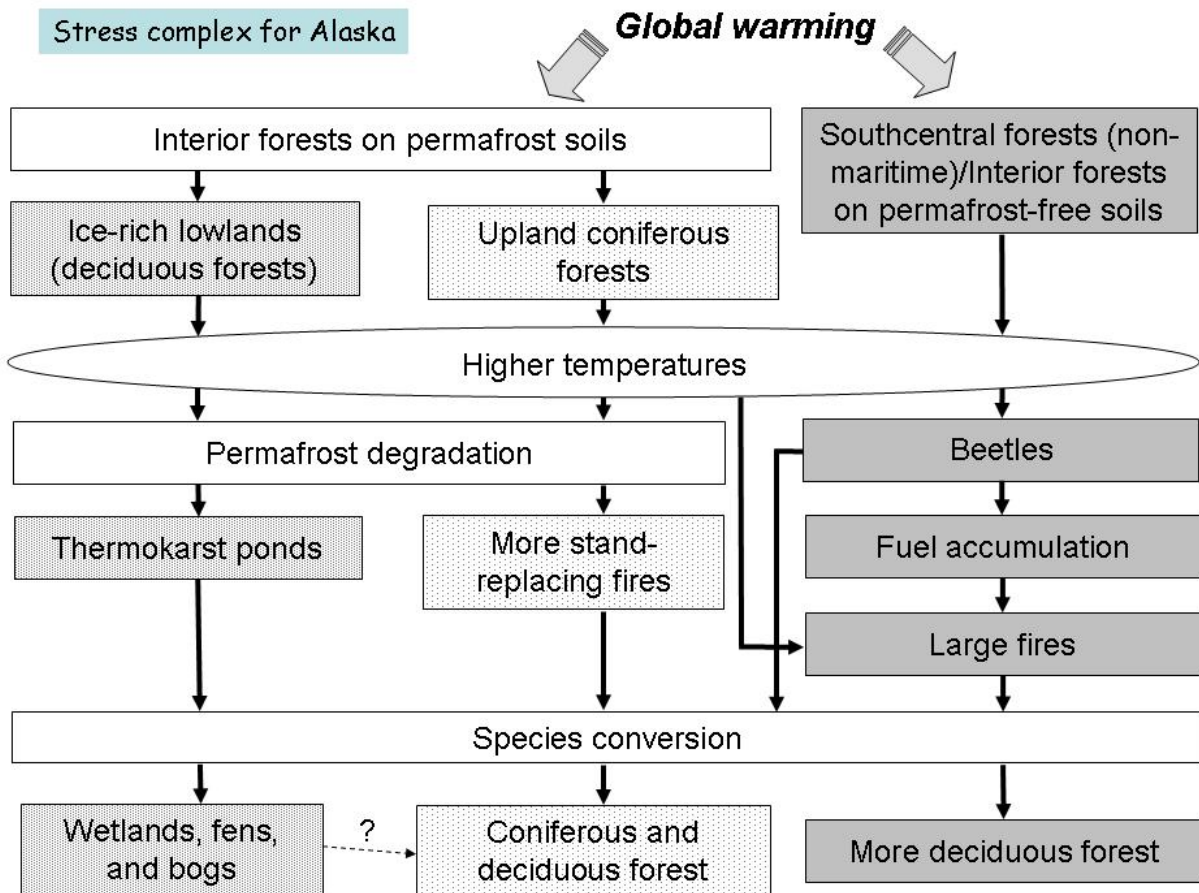 Stress complex for Alaska
Global warming
Interior forests on permafrost soils
Southcentral forests (non-
maritime)/Interior forests
on permafrost-free soils
Ice-rich lowlands
(deciduous forests)
Upland coniferous
forests
Higher temperatures
Permafrost degradation
Beetles
Thermokarst ponds
More stand-
replacing fires
Fuel accumulation
Large fires
Species conversion
Wetlands, fens,
and bogs
?
Coniferous and
deciduous forest
More deciduous forest